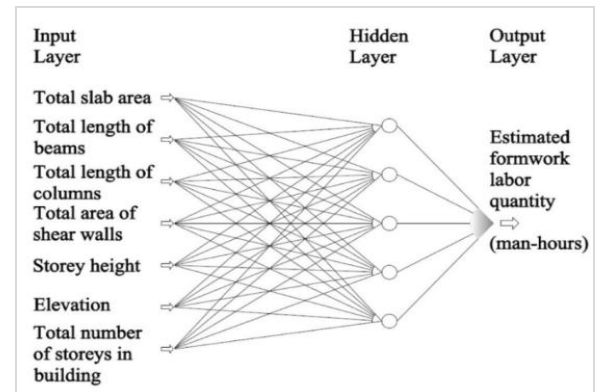 Input
Layer
Hidden
Layer
Output
Layer
Total slab area
Total length of
beams
Total length of
columns
Total area of
shear walls
Storey height
Elevation
Total number
of storeys in
building
Estimated
formwork
labor
quantity
(man-hours)